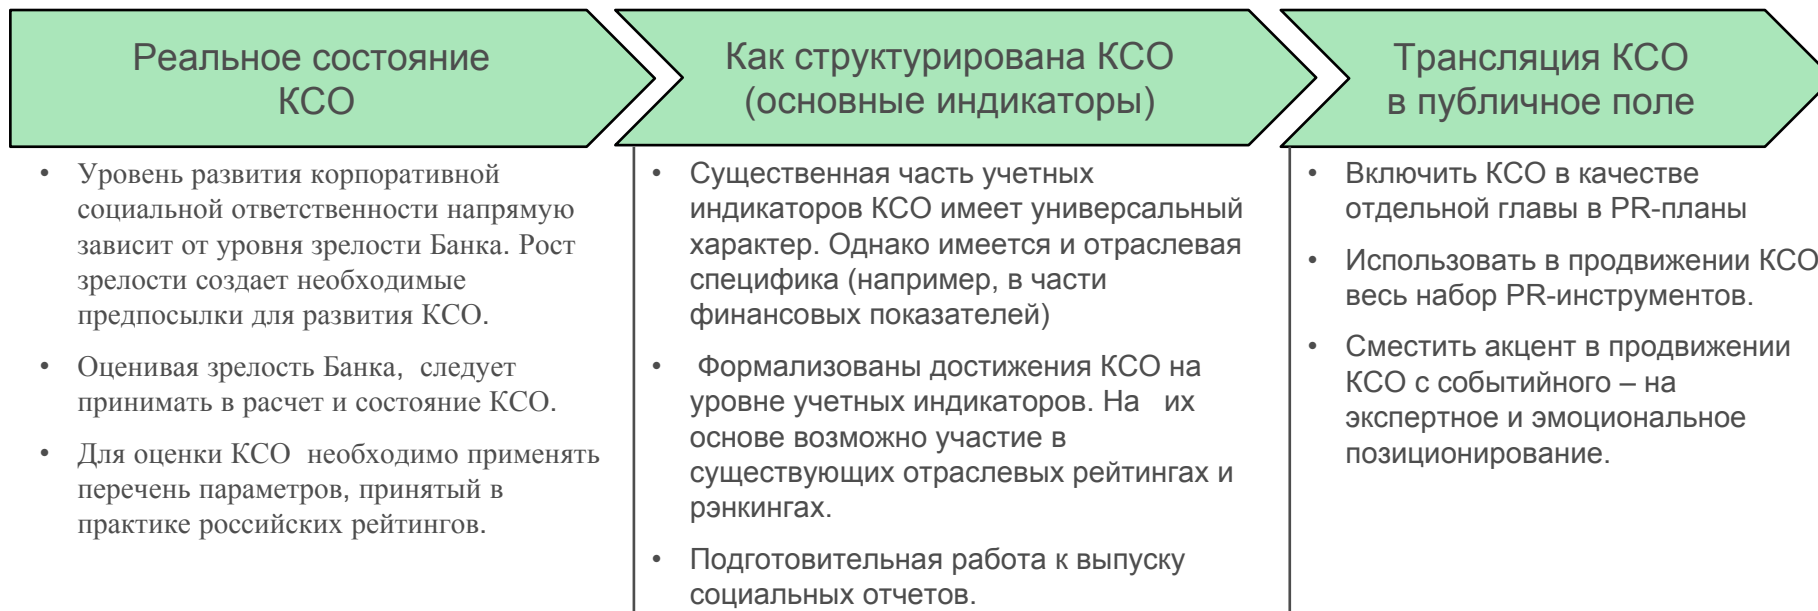 Реальное состояние
КСО
Как структурирована КСО
(основные индикаторы)
Трансляция КСО
в публичное поле
• Уровень развития корпоративной
социальной ответственности напрямую
зависит от уровня зрелости Банка. Рост
зрелости создает необходимые
предпосылки для развития КСО.
• Оценивая зрелость Банка, следует
принимать в расчет и состояние КСО.
• Для оценки КСО необходимо применять
перечень параметров, принятый в
практике российских рейтингов.
• Существенная часть учетных
индикаторов КСО имеет универсальный
характер. Однако имеется и отраслевая
специфика (например, в части
финансовых показателей)
• Формализованы достижения КСО на
уровне учетных индикаторов. На их
основе возможно участие в
существующих отраслевых рейтингах и
рэнкингах.
• Подготовительная работа к выпуску
социальных отчетов.
• Включить КСО в качестве
отдельной главы в PR-планы
• Использовать в продвижении КСО
весь набор PR-инструментов.
• Сместить акцент в продвижении
КСО с событийного – на
экспертное и эмоциональное
позиционирование.